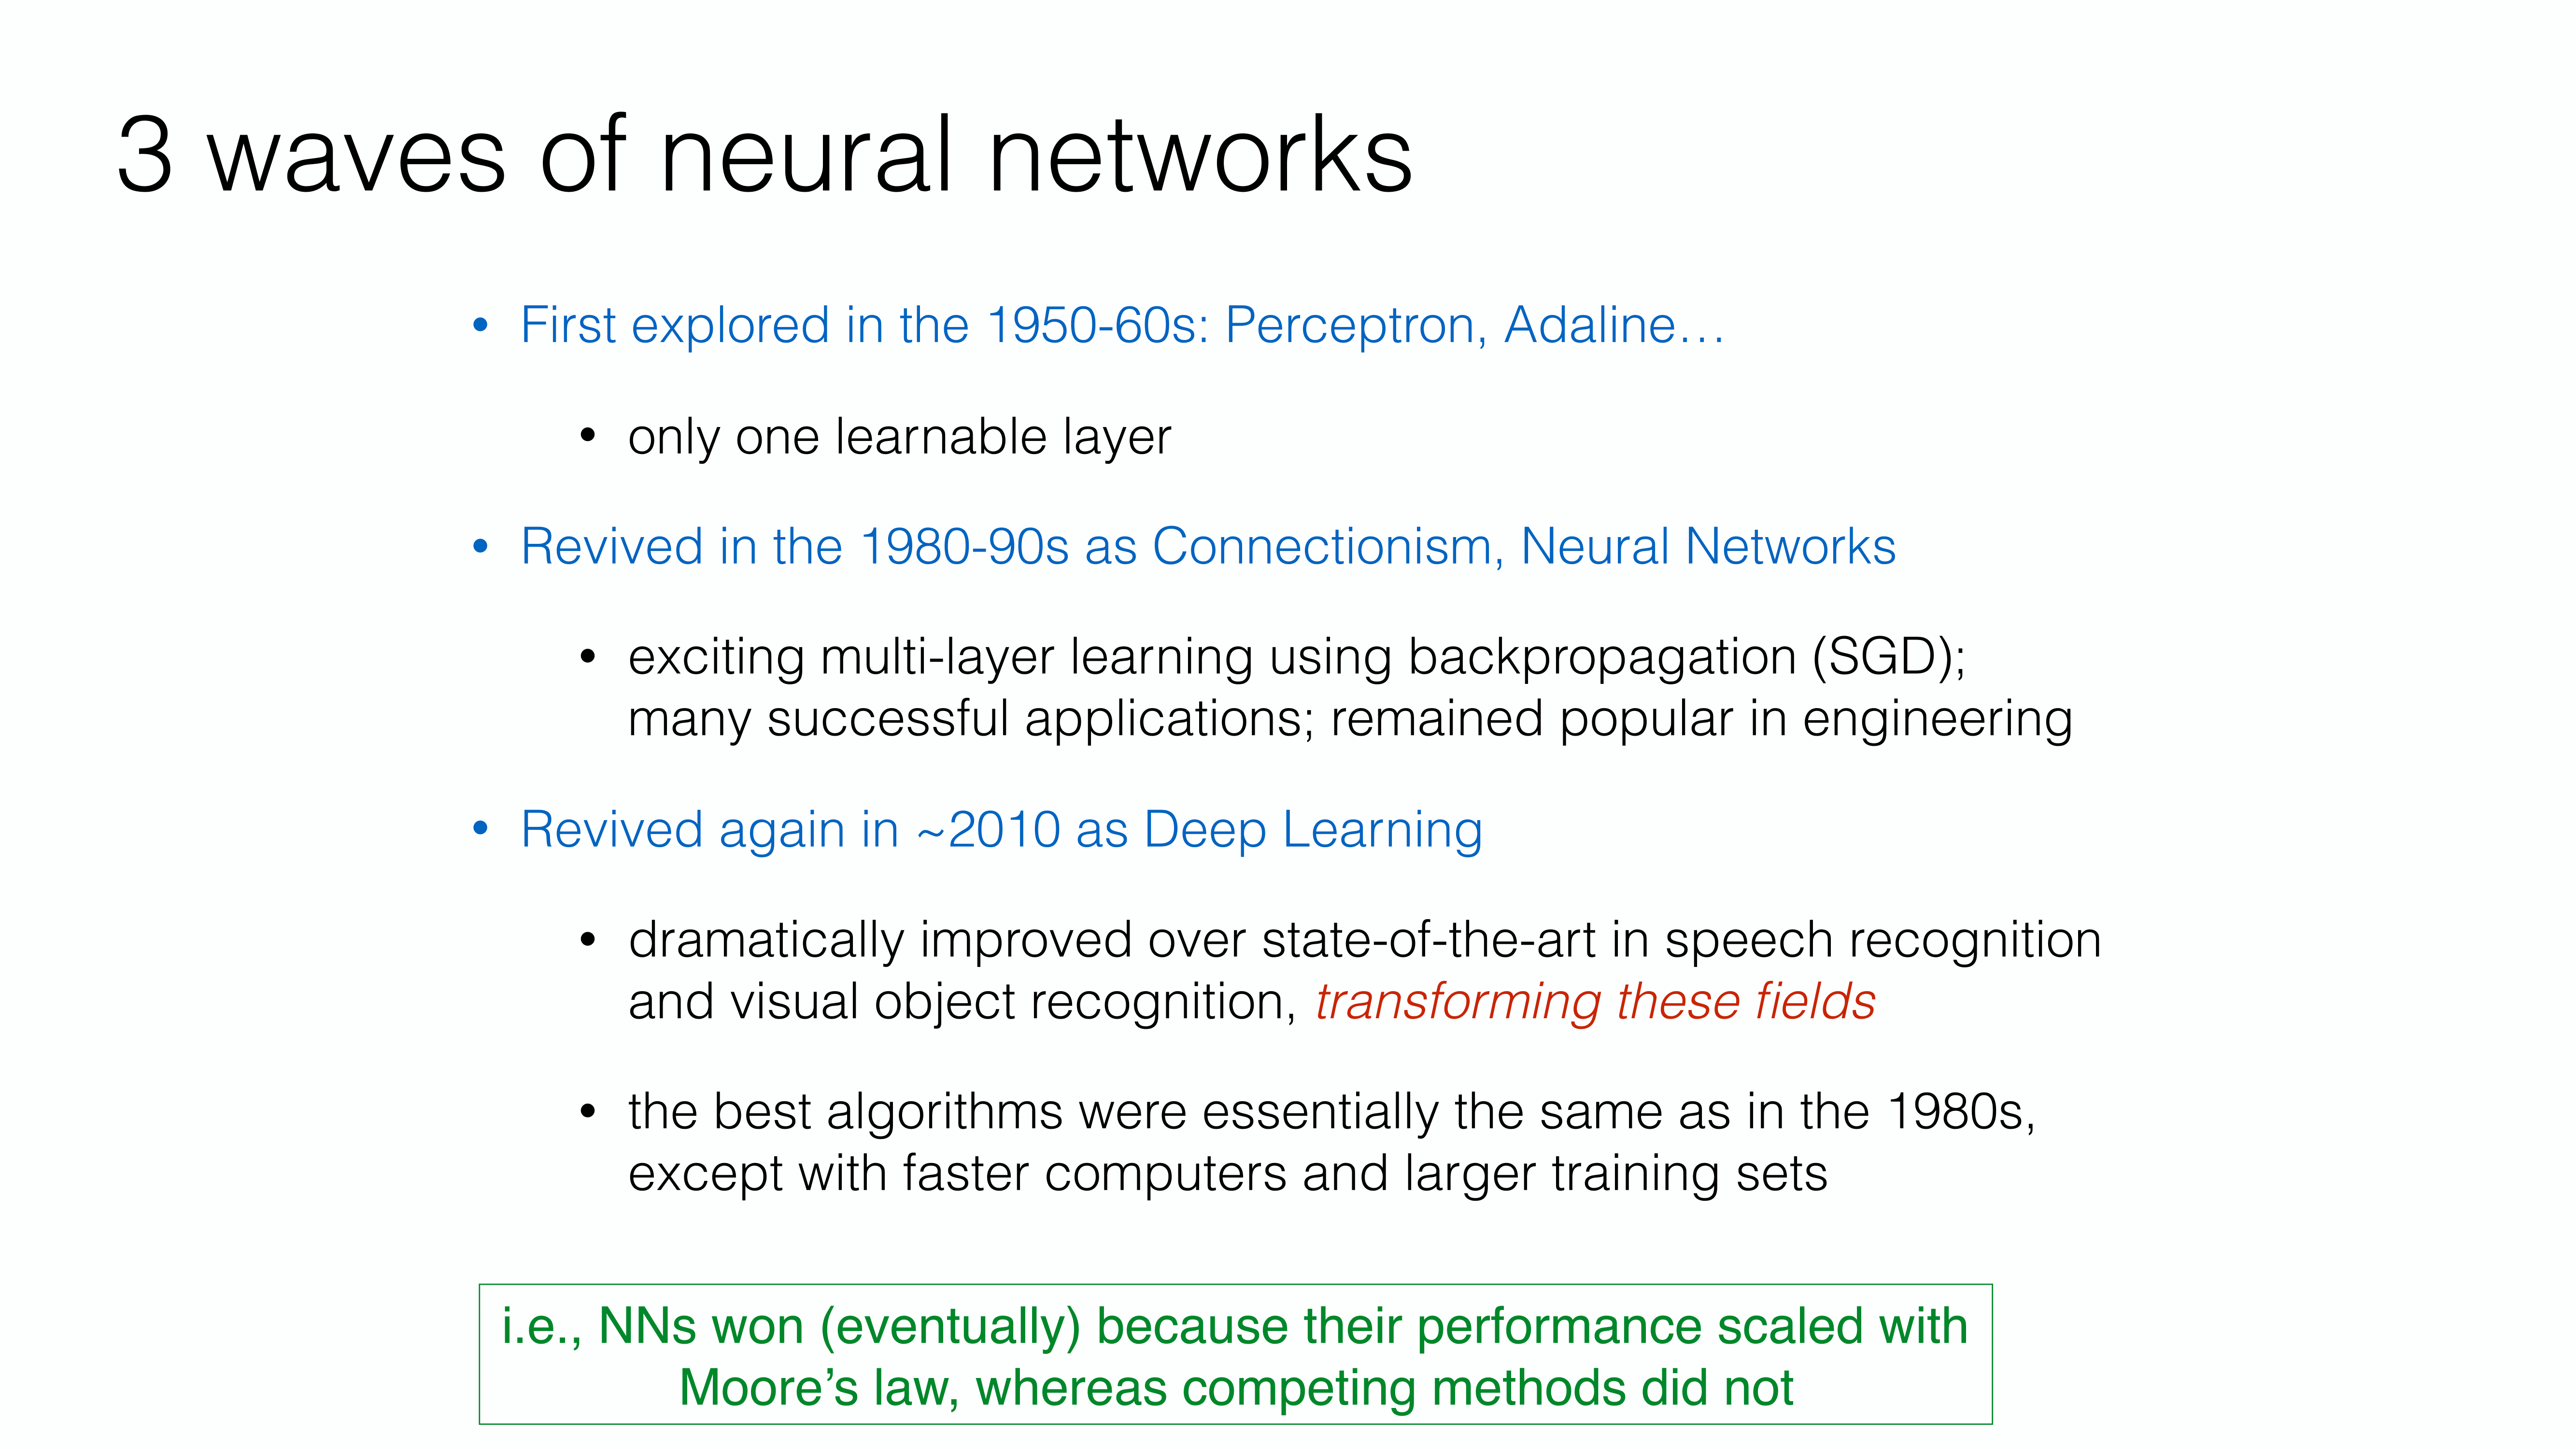 3 waves of neural networks
• First explored in the 1950-60s: Perceptron, Adaline…
• only one learnable layer
• Revived in the 1980-90s as Connectionism, Neural Networks
• exciting multi-layer learning using backpropagation (SGD);
many successful applications; remained popular in engineering
• Revived again in ~2010 as Deep Learning
• dramatically improved over state-of-the-art in speech recognition
and visual object recognition, transforming these fields
• the best algorithms were essentially the same as in the 1980s,
except with faster computers and larger training sets
i.e., NNs won (eventually) because their performance scaled with
Moore’s law, whereas competing methods did not